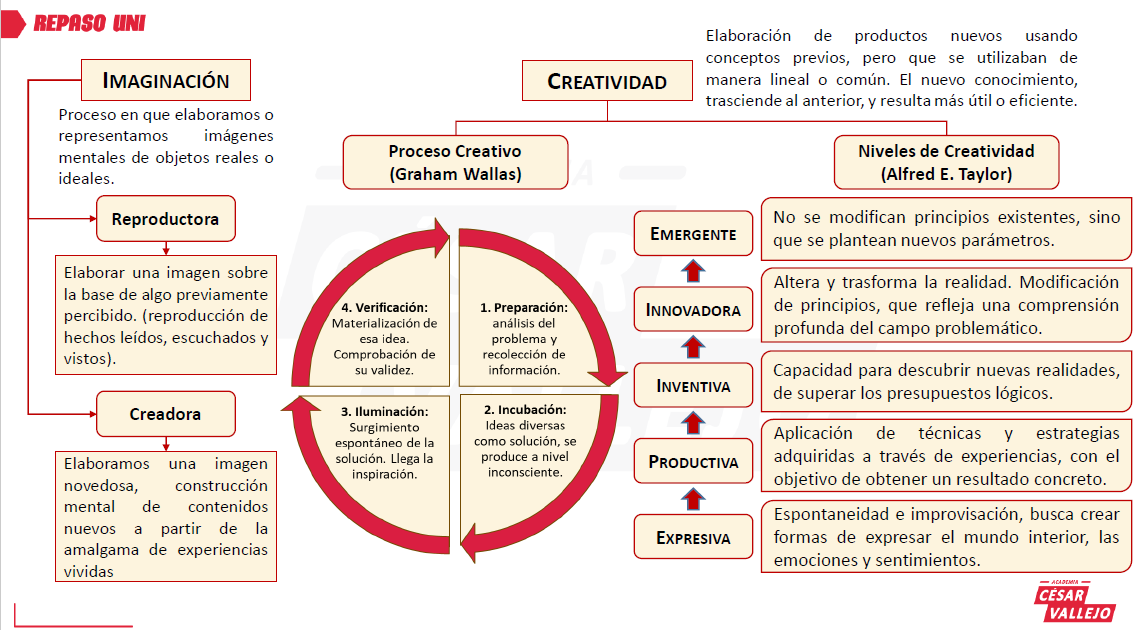 REPASO UNI
IMAGINACIÓN
Proceso en que elaboramos o
representamos imágenes
mentales de objetos reales o
ideales.
Reproductora
Elaborar una imagen sobre
la base de algo previamente
percibido. (reproducción de
hechos leídos, escuchados y
vistos).
Creadora
Elaboramos una imagen
novedosa, construcción
mental de contenidos
nuevos a partir de la
amalgama de experiencias
vividas
CREATIVIDAD
Elaboración de productos nuevos usando
conceptos previos, pero que se utilizaban de
manera lineal o común. El nuevo conocimiento,
trasciende al anterior, y resulta más útil o eficiente.
Proceso Creativo
(Graham Wallas)
1. Preparación:
análisis del
problema y
recolección de
información.
2. Incubación:
Ideas diversas
como solución, se
produce a nivel
inconsciente.
3. Iluminación:
Surgimiento
espontáneo de la
solución. Llega la
inspiración.
4. Verificación:
Materialización de
esa idea.
Comprobación de
su validez.
Niveles de Creatividad
(Alfred E. Taylor)
EMERGENTE
No se modifican principios existentes, sino
que se plantean nuevos parámetros.
INNOVADORA
Altera y trasforma la realidad. Modificación
de principios, que refleja una comprensión
profunda del campo problemático.
INVENTIVA
Capacidad para descubrir nuevas realidades,
de superar los presupuestos lógicos.
PRODUCTIVA
Aplicación de técnicas y estrategias
adquiridas a través de experiencias, con el
objetivo de obtener un resultado concreto.
EXPRESIVA
Espontaneidad e improvisación, busca crear
formas de expresar el mundo interior, las
emociones y sentimientos.
ACADEMIA
CÉSAR
VALLEJO